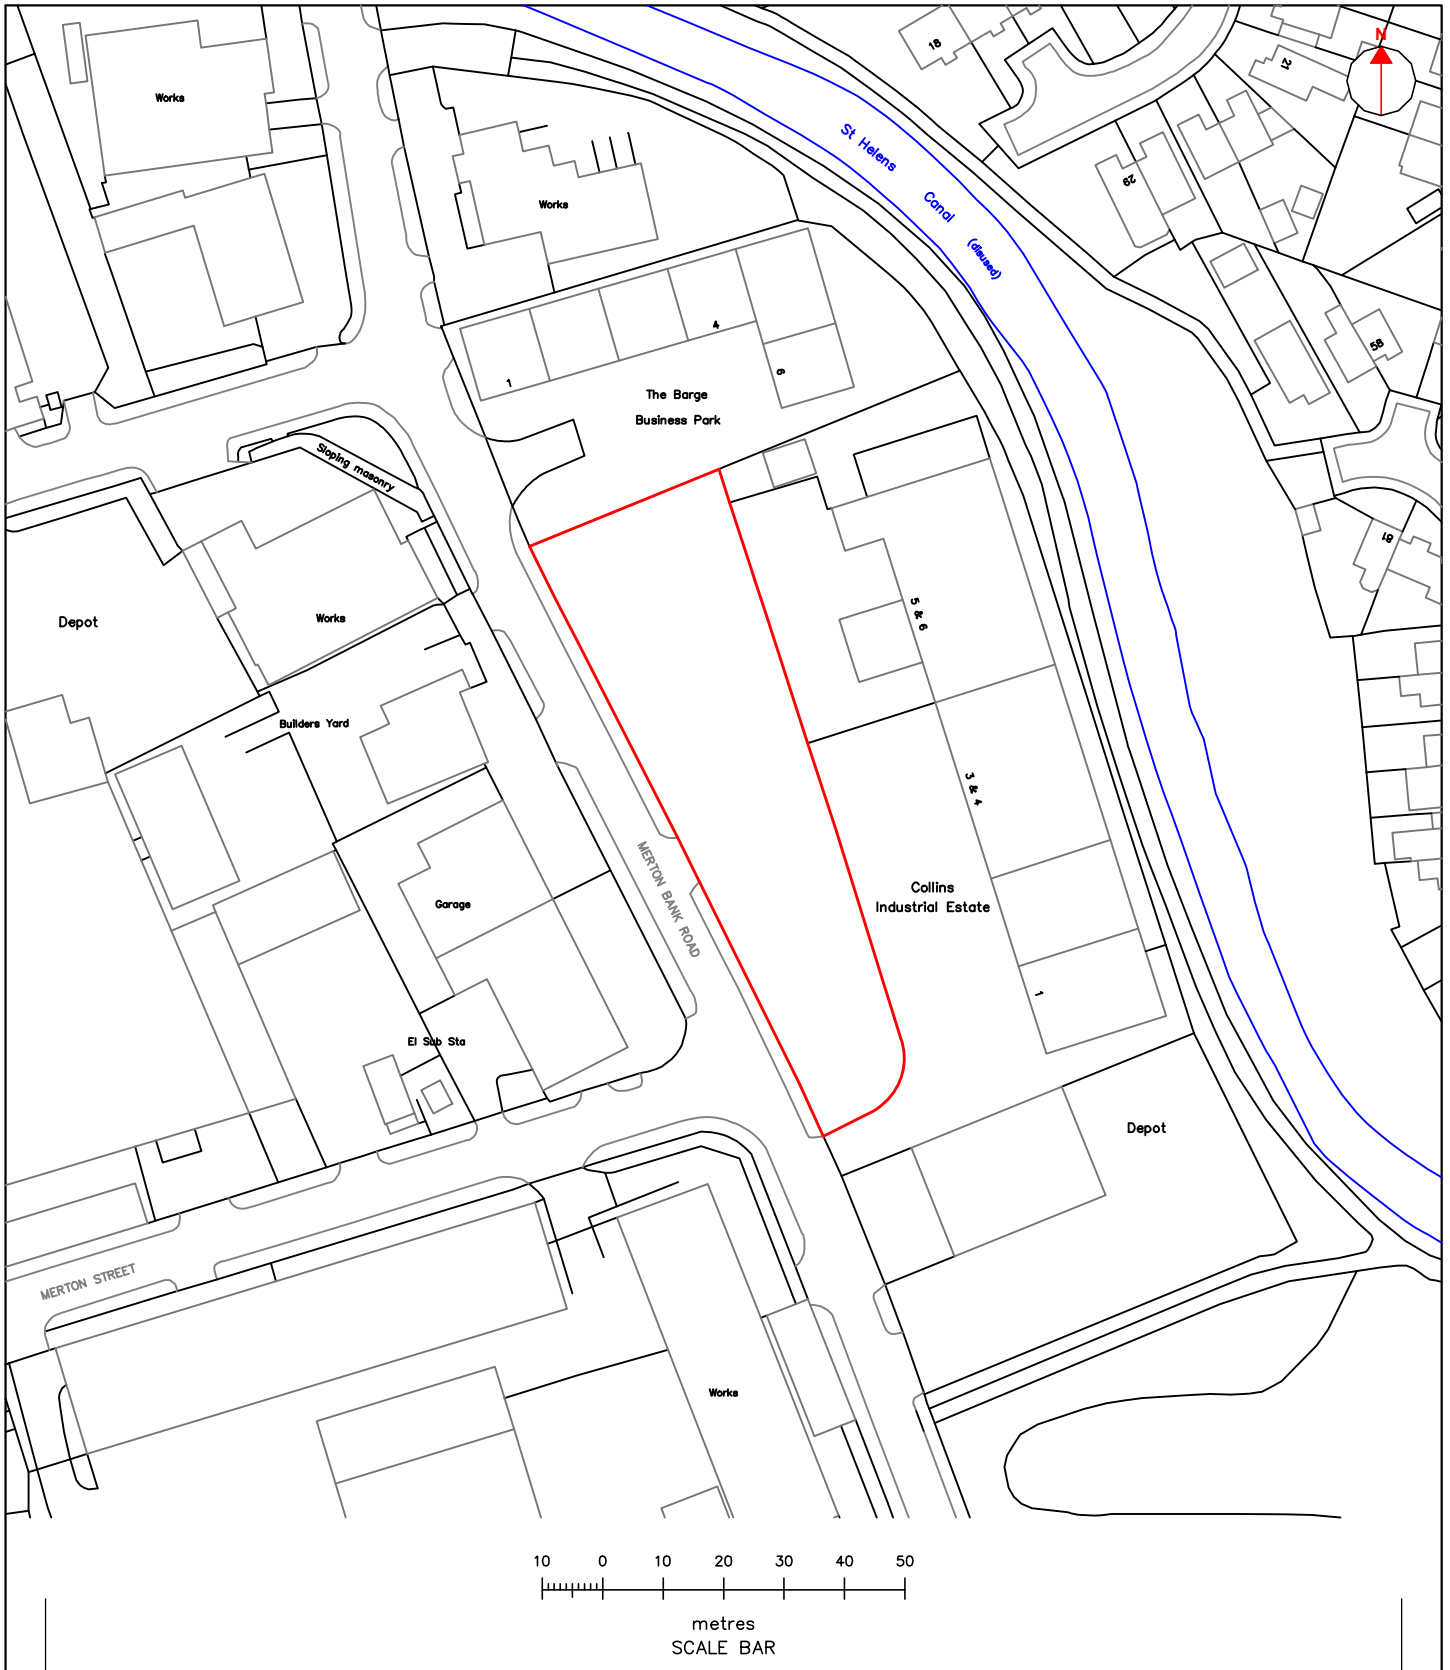 N
18
21
Works
St Helens Canal (disused)
29
Works
4
58
6
1
The Barge
Business Park
Sloping masonry
81
5 & 6
Depot
Works
Builders Yard
3 & 4
MERTON BANK ROAD
Collins
Industrial Estate
Garage
1
El Sub Sta
Depot
MERTON STREET
Works
10 0 10 20 30 40 50
metres
SCALE BAR